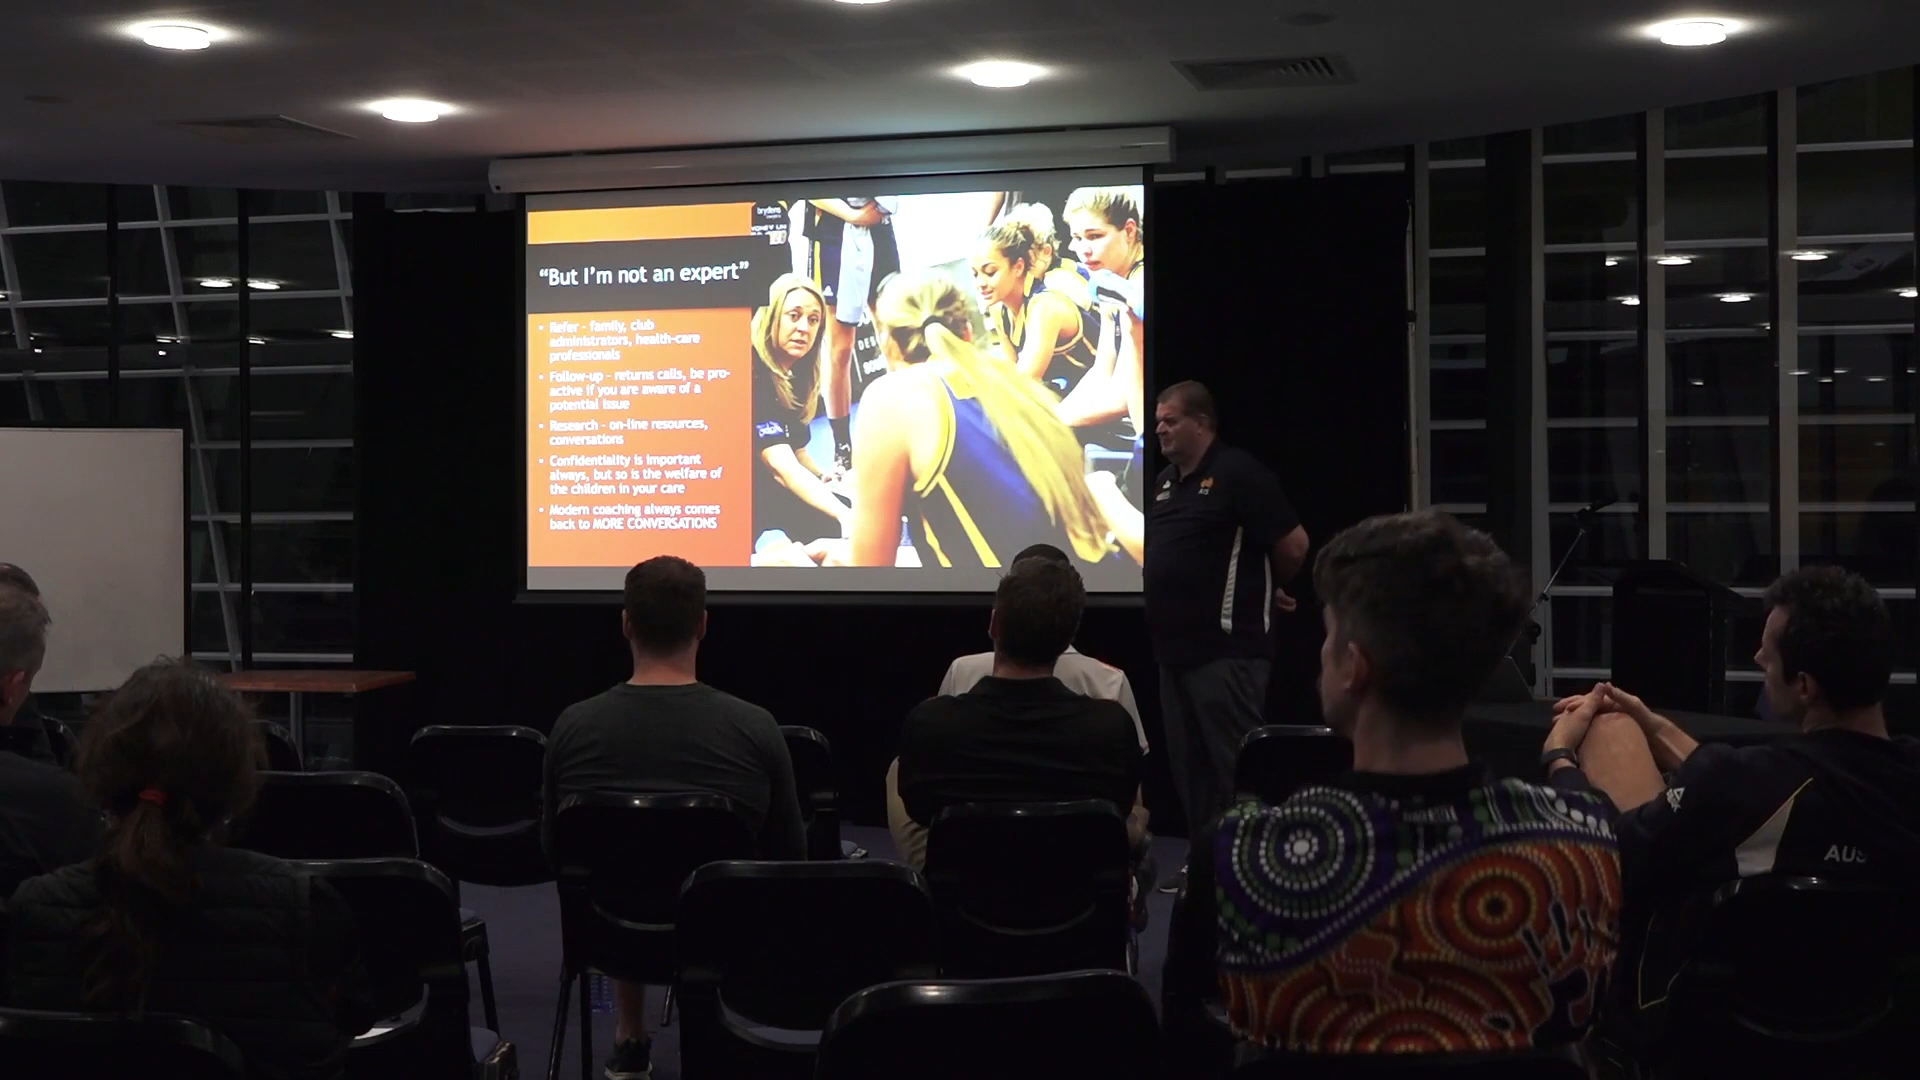 brydens
“But I’m not an expert”
• Refer - family, club
administrators, health-care
professionals
• Follow-up - returns calls, be pro-
active if you are aware of a
potential issue
• Research - on-line resources,
conversations
• Confidentiality is important
always, but so is the welfare of
the children in your care
• Modern coaching always comes
back to MORE CONVERSATIONS
AUS